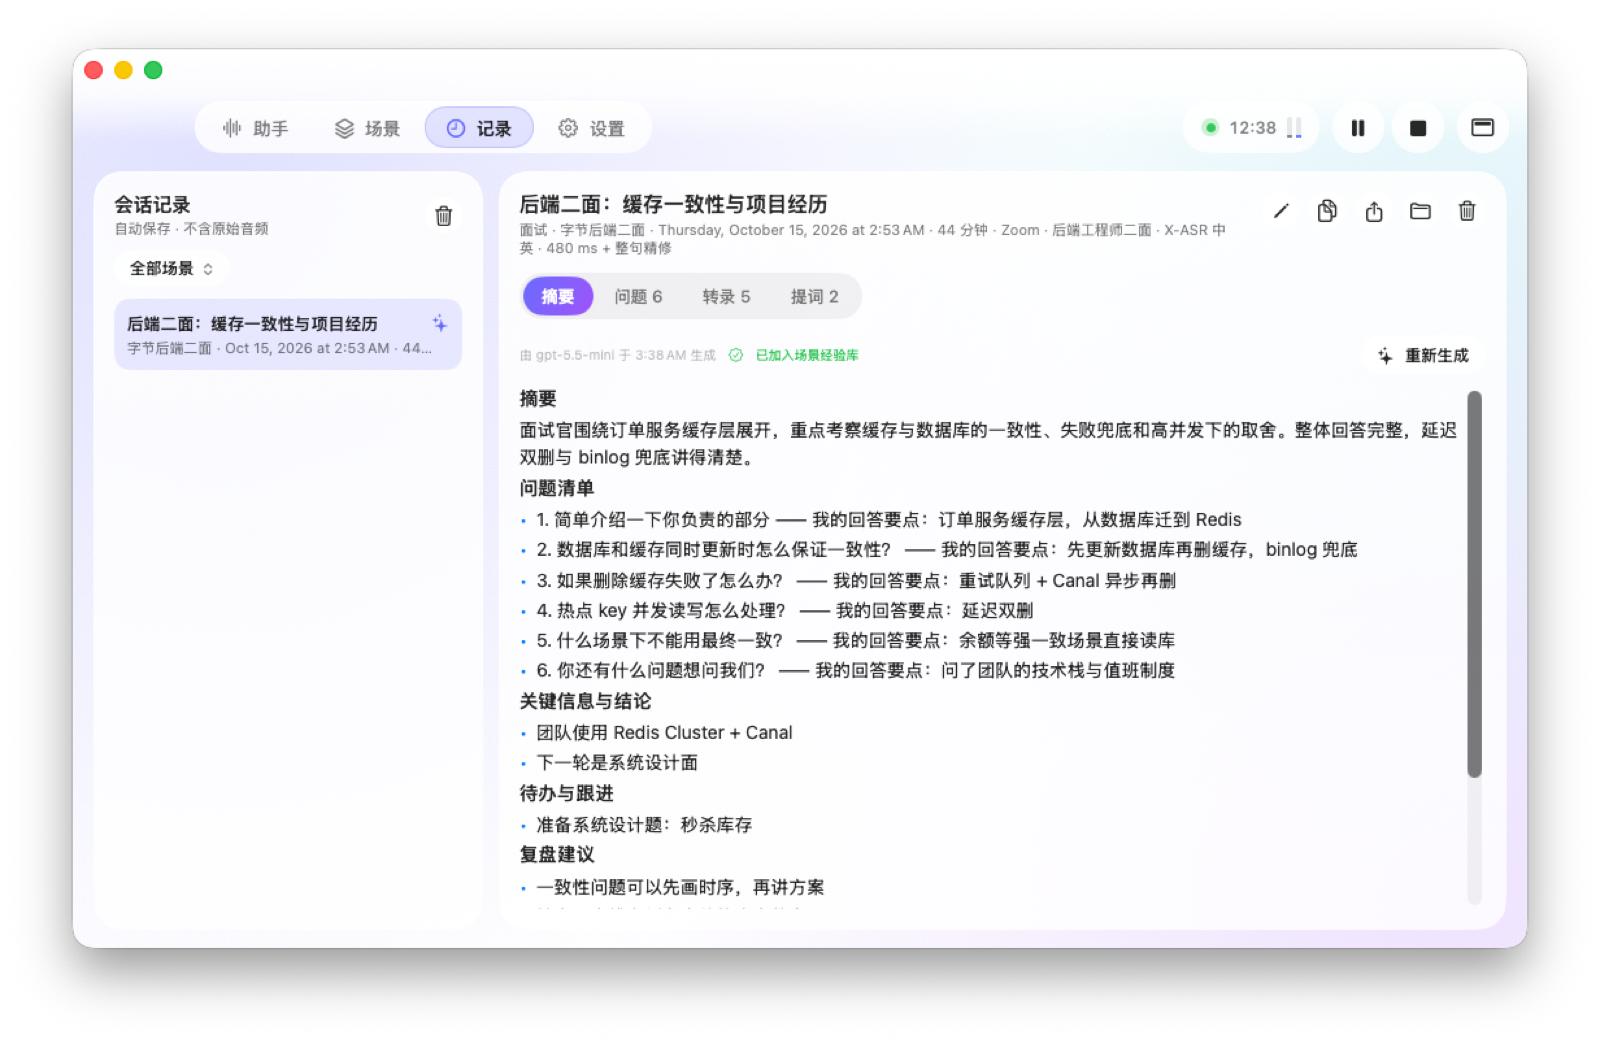 助手
场景
记录
设置
12:38
会话记录
自动保存 · 不含原始音频
全部场景
后端二面：缓存一致性与项目经历
字节后端二面 · Oct 15, 2026 at 2:53 AM · 44...
后端二面：缓存一致性与项目经历
面试 · 字节后端二面 · Thursday, October 15, 2026 at 2:53 AM · 44 分钟 · Zoom · 后端工程师二面 · X-ASR 中
英 · 480 ms + 整句精修
摘要
问题 6
转录 5
提词 2
由 gpt-5.5-mini 于 3:38 AM 生成
已加入场景经验库
重新生成
摘要
面试官围绕订单服务缓存层展开，重点考察缓存与数据库的一致性、失败兜底和高并发下的取舍。整体回答完整，延迟
双删与 binlog 兜底讲得清楚。
问题清单
• 1. 简单介绍一下你负责的部分 —— 我的回答要点：订单服务缓存层，从数据库迁到 Redis
• 2. 数据库和缓存同时更新时怎么保证一致性？ —— 我的回答要点：先更新数据库再删缓存，binlog 兜底
• 3. 如果删除缓存失败了怎么办？ —— 我的回答要点：重试队列 + Canal 异步再删
• 4. 热点 key 并发读写怎么处理？ —— 我的回答要点：延迟双删
• 5. 什么场景下不能用最终一致？ —— 我的回答要点：余额等强一致场景直接读库
• 6. 你还有什么问题想问我们？ —— 我的回答要点：问了团队的技术栈与值班制度
关键信息与结论
• 团队使用 Redis Cluster + Canal
• 下一轮是系统设计面
待办与跟进
• 准备系统设计题：秒杀库存
复盘建议
• 一致性问题可以先画时序，再讲方案